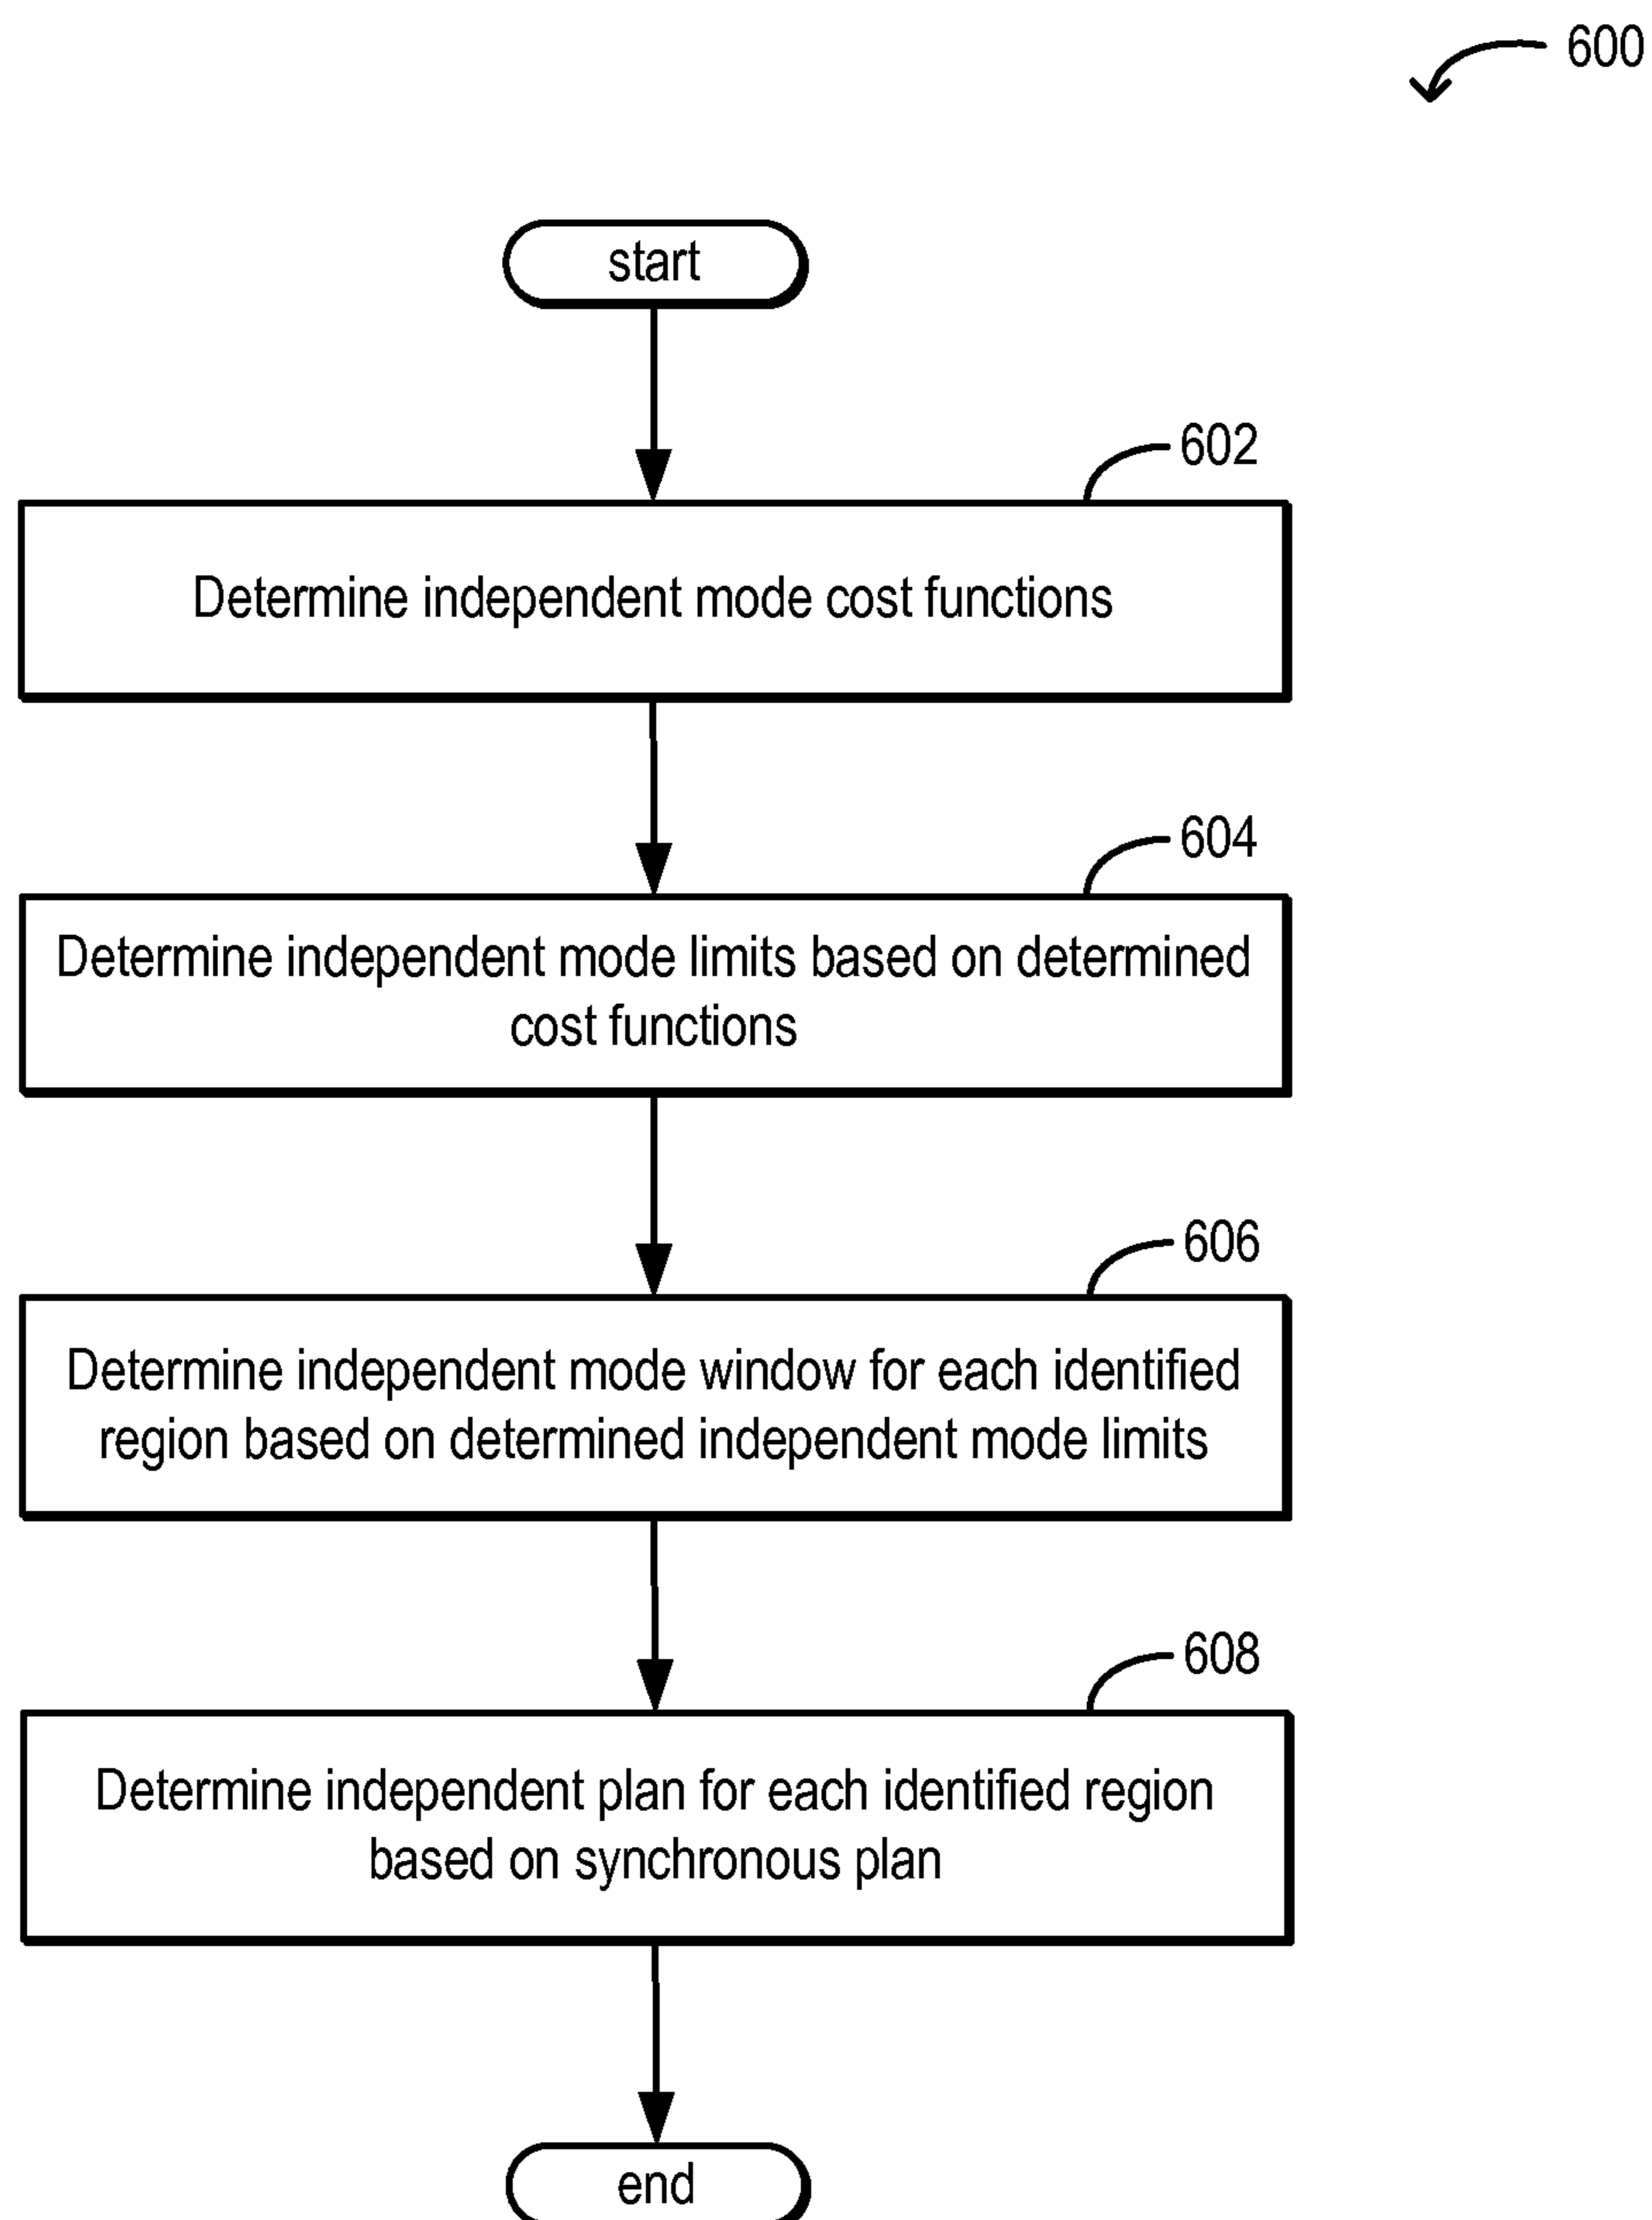 600
start
602
Determine independent mode cost functions
604
Determine independent mode limits based on determined
cost functions
606
Determine independent mode window for each identified
region based on determined independent mode limits
608
Determine independent plan for each identified region
based on synchronous plan
end